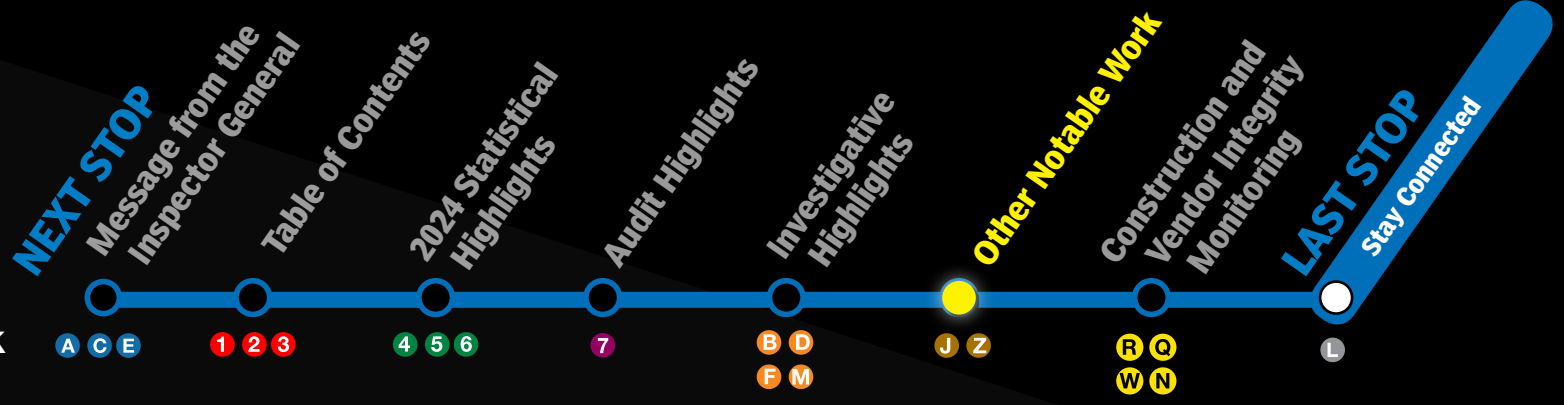 NEXT STOP
Message from the
Inspector General
Table of Contents
2024 Statistical
Highlights
Audit Highlights
Investigative
Highlights
Other Notable Work
Construction and
Vendor Integrity
Monitoring
LAST STOP
Stay Connected
A C E
1 2 3
4 5 6
7
B D
F M
J Z
R Q
W N
L